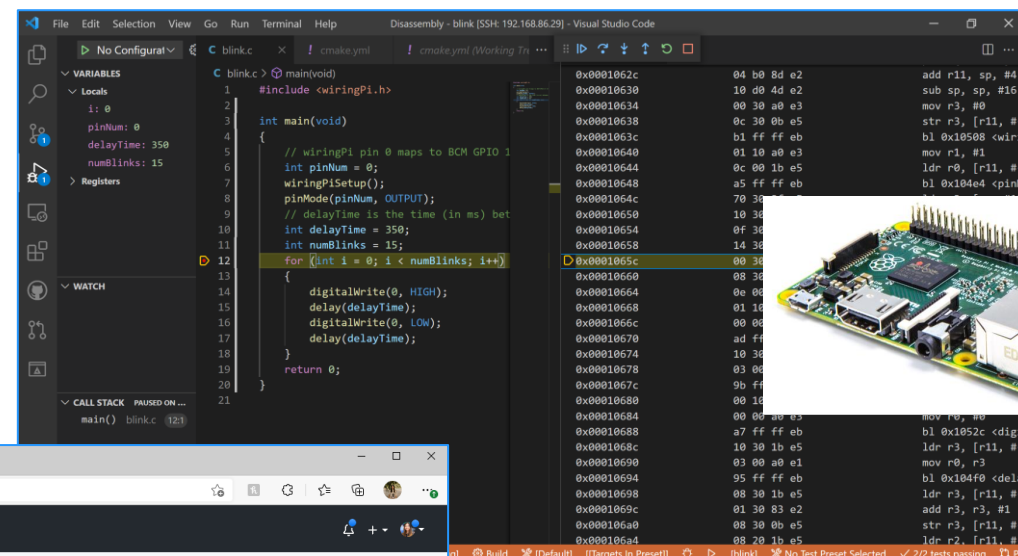 File Edit Selection View Go Run Terminal Help
Disassembly - blink [SSH: 192.168.86.29] - Visual Studio Code
No Configurat
C blink.c
! cmake.yml
! cmake.yml (Working Tre
VARIABLES
Locals
i: 0
pinNum: 0
delayTime: 350
numBlinks: 15
Registers
WATCH
CALL STACK PAUSED ON ...
main() blink.c 12:1
1
1
C blink.c > main(void)
1 #include <wiringPi.h>
2
3 int main(void)
4 {
5 // wiringPi pin 0 maps to BCM GPIO 1
6 int pinNum = 0;
7 wiringPiSetup();
8 pinMode(pinNum, OUTPUT);
9 // delayTime is the time (in ms) bet
10 int delayTime = 350;
11 int numBlinks = 15;
12 for (int i = 0; i < numBlinks; i++)
13 {
14 digitalWrite(0, HIGH);
15 delay(delayTime);
16 digitalWrite(0, LOW);
17 delay(delayTime);
18 }
19 return 0;
20 }
21
0x0001062c 04 b0 8d e2 add r11, sp, #4
0x00010630 10 d0 4d e2 sub sp, sp, #16
0x00010634 00 30 a0 e3 mov r3, #0
0x00010638 0c 30 0b e5 str r3, [r11, #
0x0001063c b1 ff ff eb bl 0x10508 <wir
0x00010640 01 10 a0 e3 mov r1, #1
0x00010644 0c 00 1b e5 ldr r0, [r11, #
0x00010648 a5 ff ff eb bl 0x104e4 <pin
0x0001064c 70 30
0x00010650 10 30
0x00010654 0f 30
0x00010658 14 30
0x0001065c 00 30
0x00010660 08 30
0x00010664 0e 00
0x00010668 01 10
0x0001066c 00 00
0x00010670 ad ff
0x00010674 10 30
0x00010678 03 00
0x0001067c 9b ff
0x00010680 00 10
0x00010684 00 00 a0 e3 mov r0, #0
0x00010688 a7 ff ff eb bl 0x1052c <dig
0x0001068c 10 30 1b e5 ldr r3, [r11, #
0x00010690 03 00 a0 e1 mov r0, r3
0x00010694 95 ff ff eb bl 0x104f0 <dela
0x00010698 08 30 1b e5 ldr r3, [r11, #
0x0001069c 01 30 83 e2 add r3, r3, #1
0x000106a0 08 30 0b e5 str r3, [r11, #
0x000106a4 08 20 1b e5 ldr r2, [r11, #
Build [Default] [[Targets In Preset]] [blink] No Test Preset Selected 2/2 tests passing